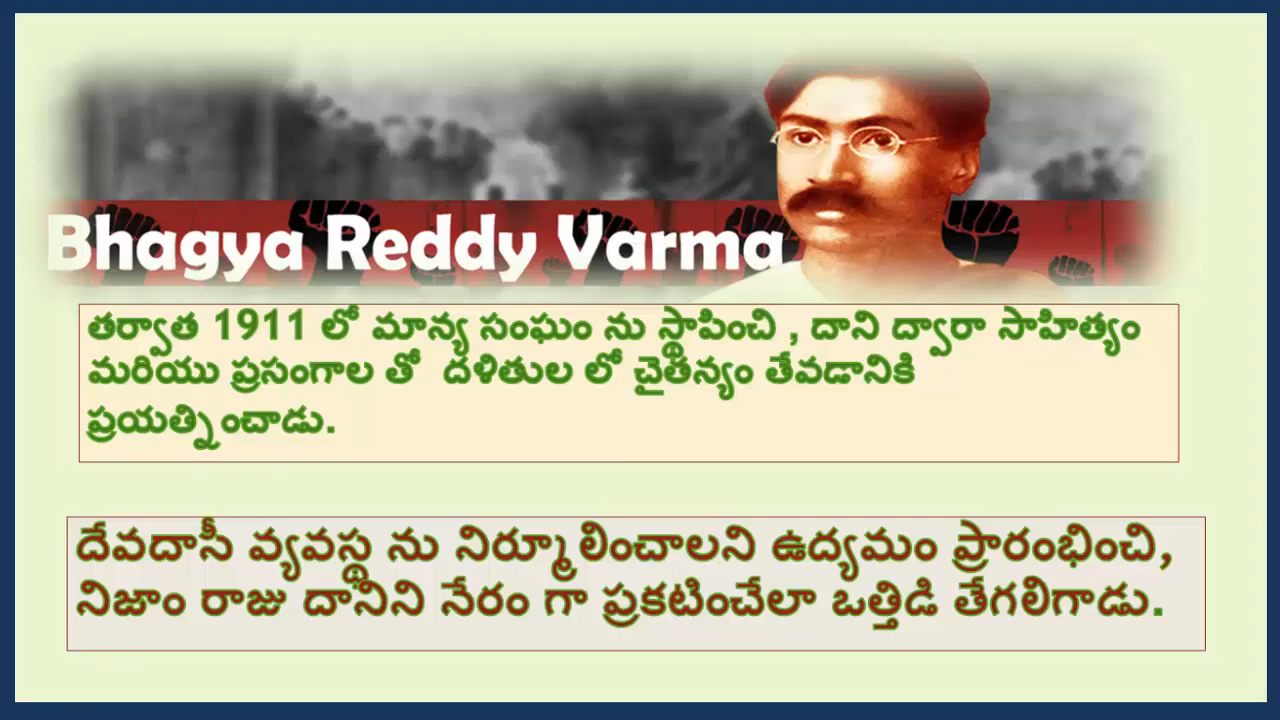 Bhagya Reddy Varma
తర్వాత 1911 లో మాన్య సంఘం ను స్థాపించి , దాని ద్వారా సాహిత్యం
మరియు ప్రసంగాల తో దళితుల లో చైతన్యం తేవడానికి
ప్రయత్నించాడు.
దేవదాసీ వ్యవస్థ ను నిర్మూలించాలని ఉద్యమం ప్రారంభించి,
నిజాం రాజు దానిని నేరం గా ప్రకటించేలా ఒత్తిడి తేగలిగాడు.